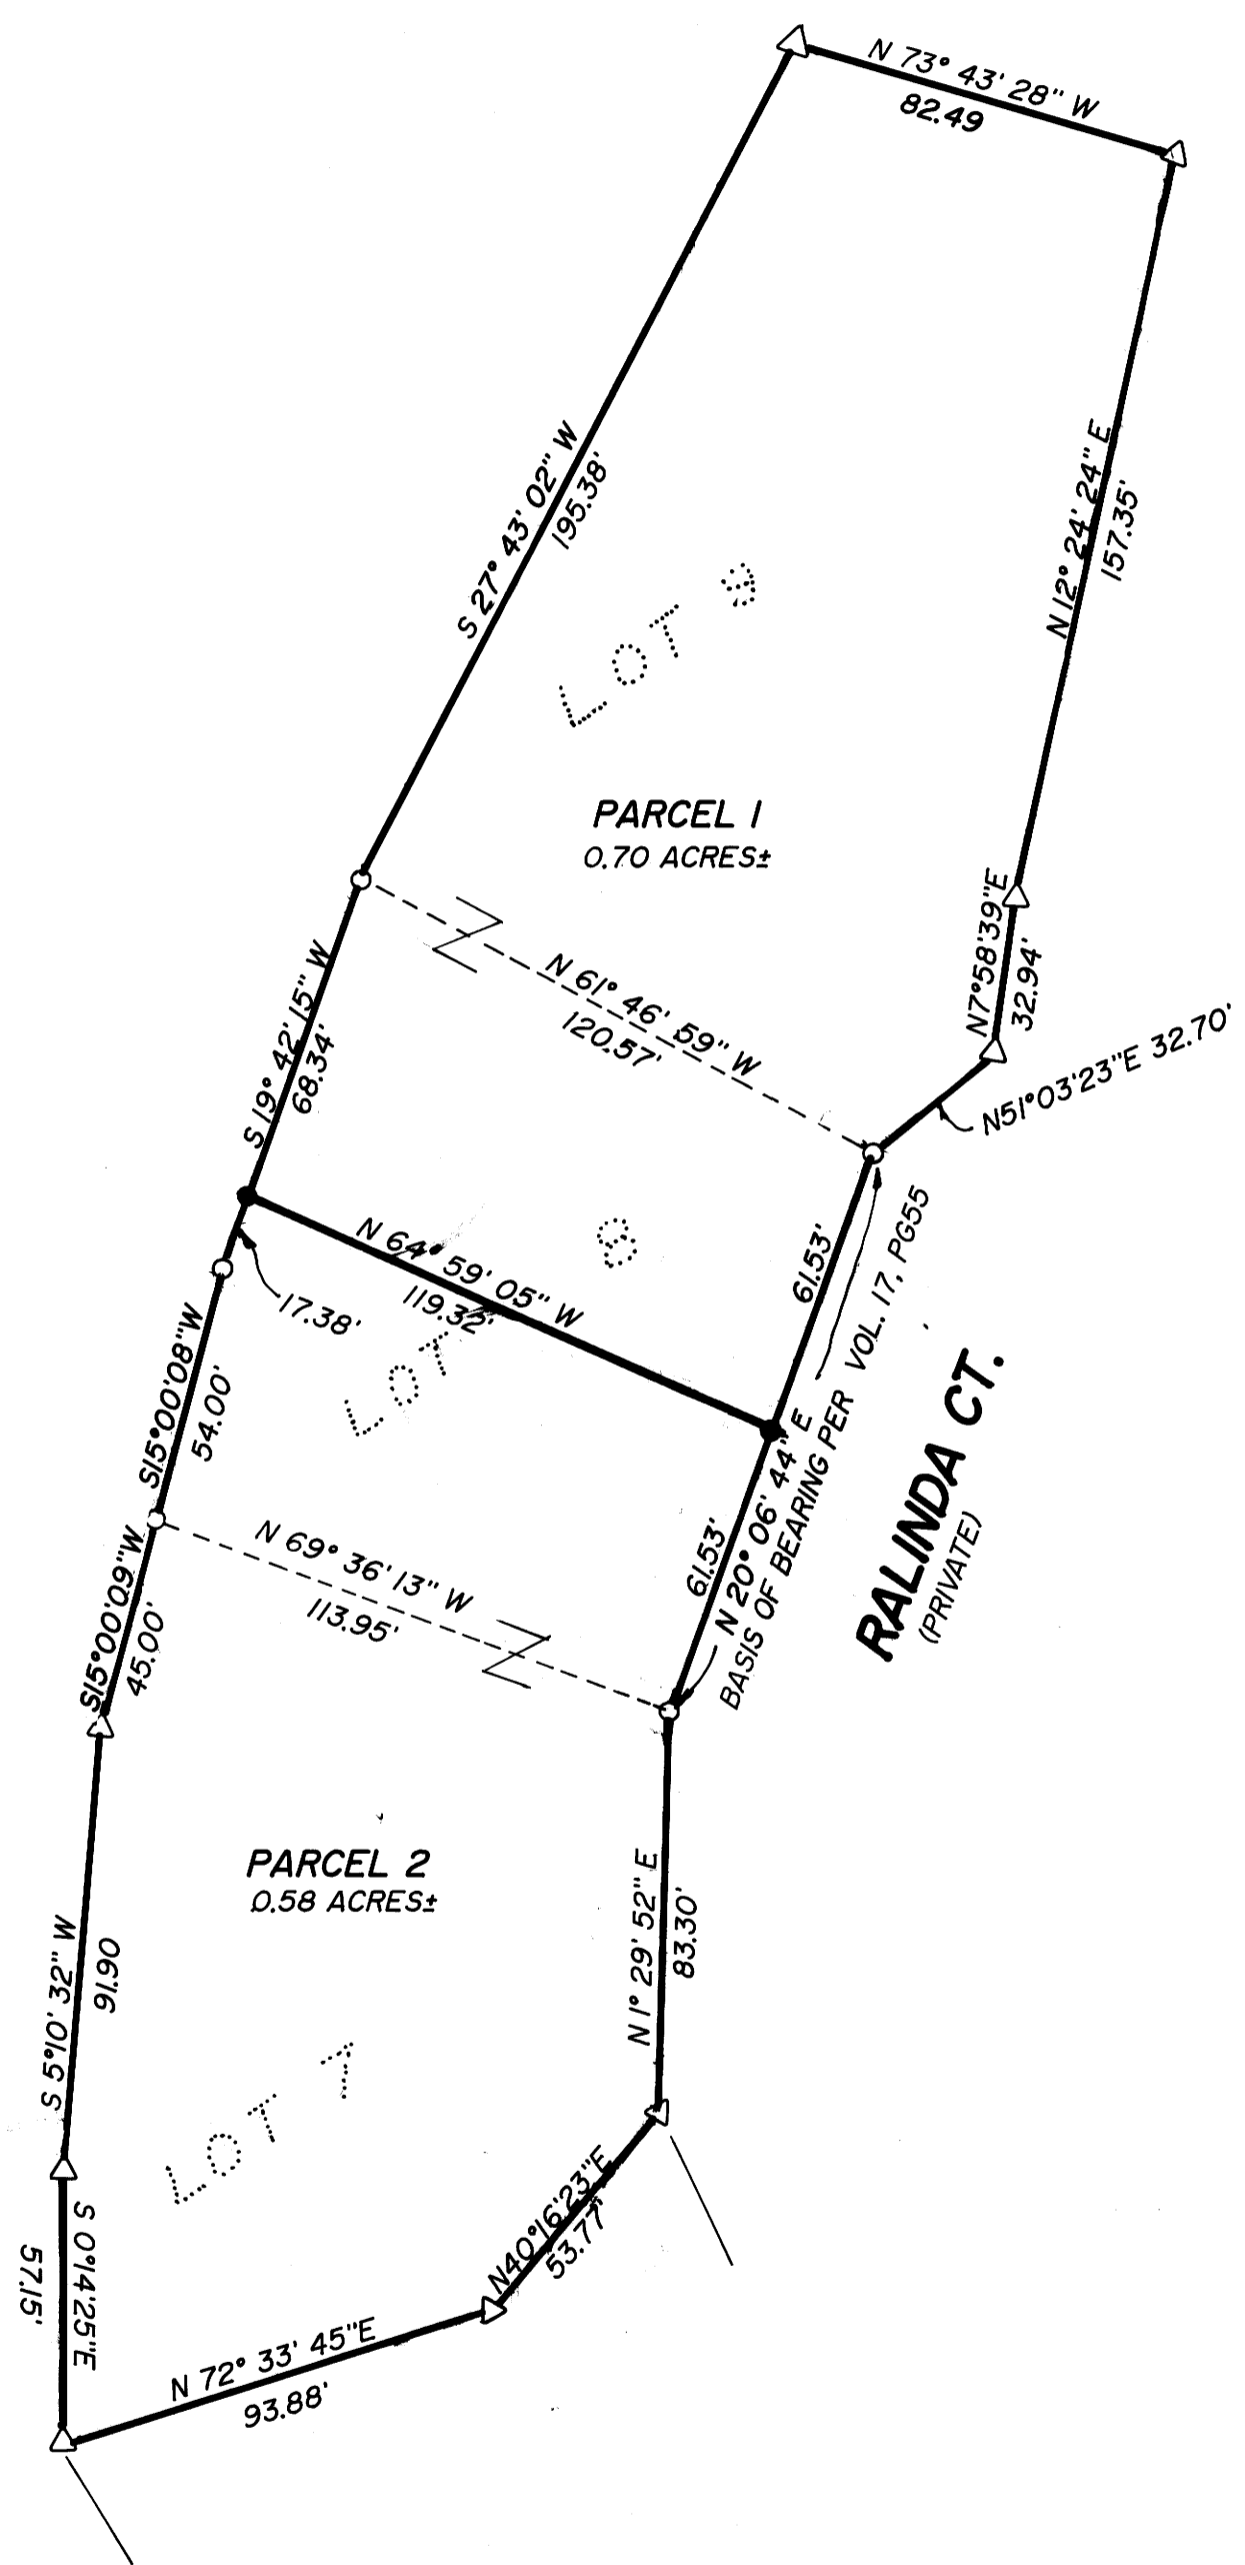 N 73° 43' 28" W
82.49
S 27° 43' 02" W
195.38'
N 12° 24' 24" E
157.35'
LOT 9
PARCEL 1
0.70 ACRES±
N7°58'39"E
32.94'
N51°03'23"E 32.70'
N 61° 46' 59" W
120.57'
S 19° 42' 15" W
68.34'
61.53'
N 64° 59' 05" W
119.32'
17.38'
LOT 8
BASIS OF BEARING PER VOL. 17, PG55
N 20° 06' 44" E
61.53'
RALINDA CT.
(PRIVATE)
S15°00'08"W
54.00'
N 69° 36' 13" W
113.95'
S15°00'09"W
45.00'
PARCEL 2
0.58 ACRES±
N 1° 29' 52" E
83.30'
S 5°10' 32" W
91.90
LOT 7
N40°16'23"E
53.77'
S 0°14'25"E
57.15'
N 72° 33' 45"E
93.88'